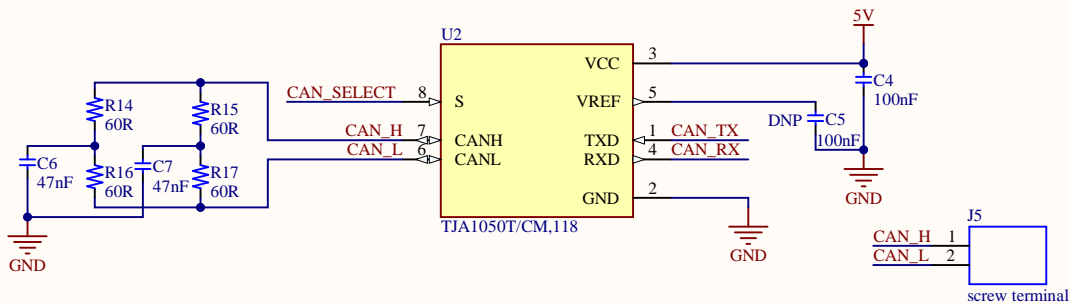 5V
U2
VCC
3
C4
100nF
R14
60R
R15
60R
CAN_SELECT
8
S
VREF
5
DNP
C5
100nF
CAN_H
7
CANH
TXD
1
CAN_TX
CAN_L
6
CANL
RXD
4
CAN_RX
C6
47nF
R16
60R
C7
47nF
R17
60R
GND
2
GND
TJA1050T/CM,118
GND
GND
J5
CAN_H
1
CAN_L
2
screw terminal